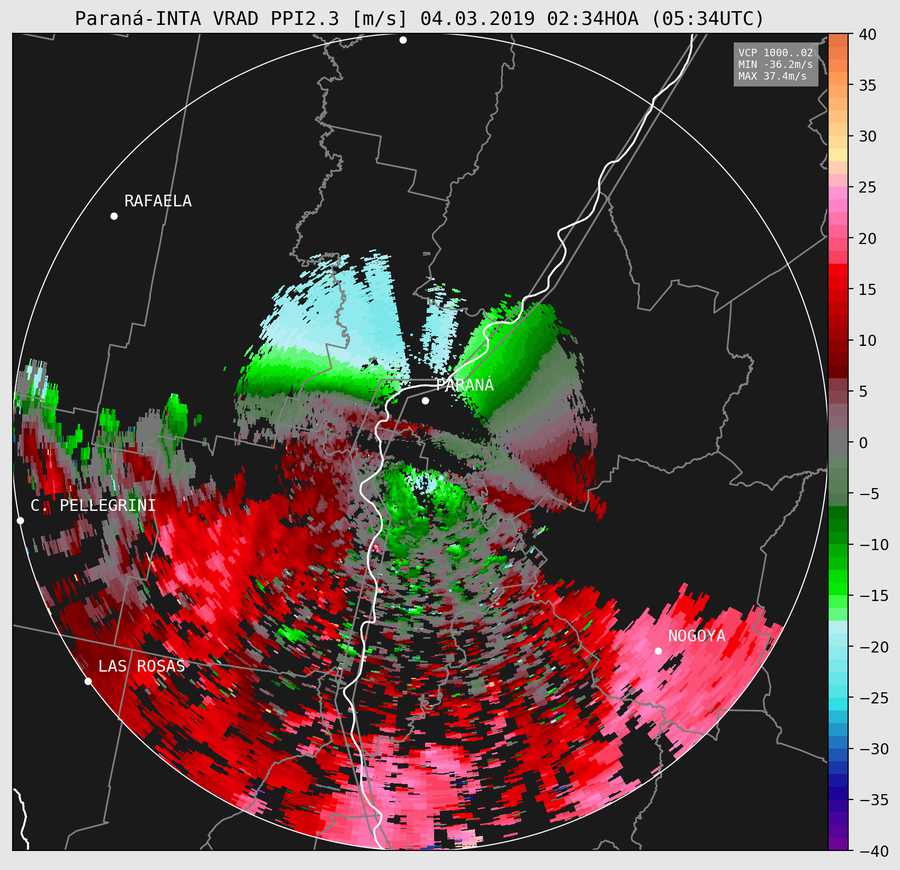 Paraná-INTA VRAD PPI2.3 [m/s] 04.03.2019 02:34HOA (05:34UTC)
VCP 1000..02
MIN -36.2m/s
MAX 37.4m/s
40
35
30
25
20
15
10
5
0
−5
−10
−15
−20
−25
−30
−35
−40
RAFAELA
PARANÁ
C. PELLEGRINI
NOGOYA
LAS ROSAS